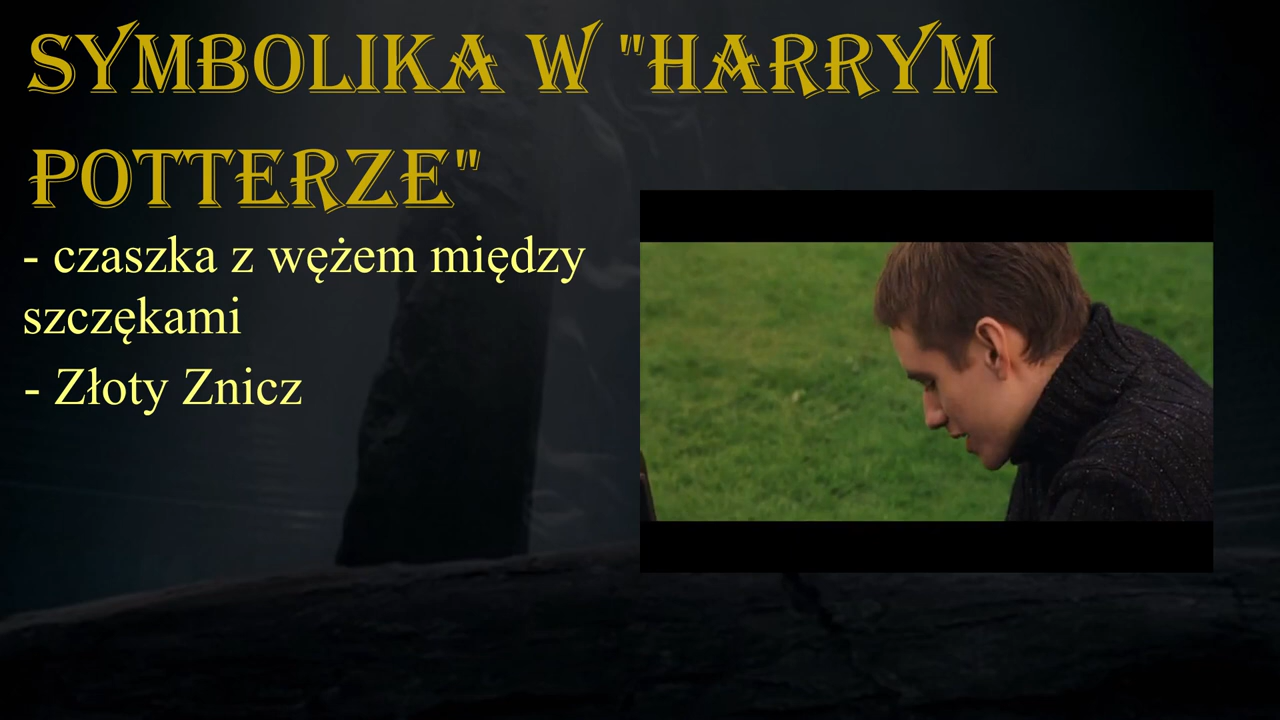 SYMBOLIKA W "HARRYM
POTTERZE"
- czaszka z wężem między
szczękami
- Złoty Znicz